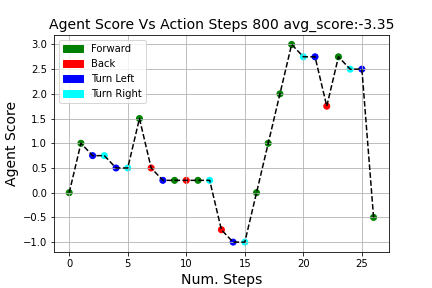 Agent Score Vs Action Steps 800 avg_score:-3.35
Agent Score
3.0
2.5
2.0
1.5
1.0
0.5
0.0
−0.5
−1.0
Forward
Back
Turn Left
Turn Right
0 5 10 15 20 25
Num. Steps